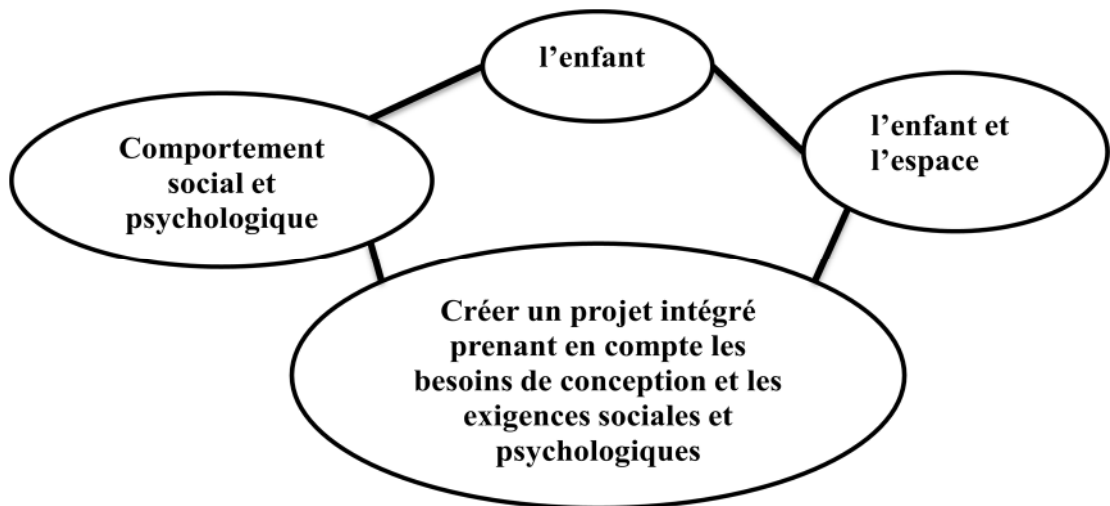 l’enfant
Comportement
social et
psychologique
l’enfant et
l’espace
Créer un projet intégré
prenant en compte les
besoins de conception et les
exigences sociales et
psychologiques